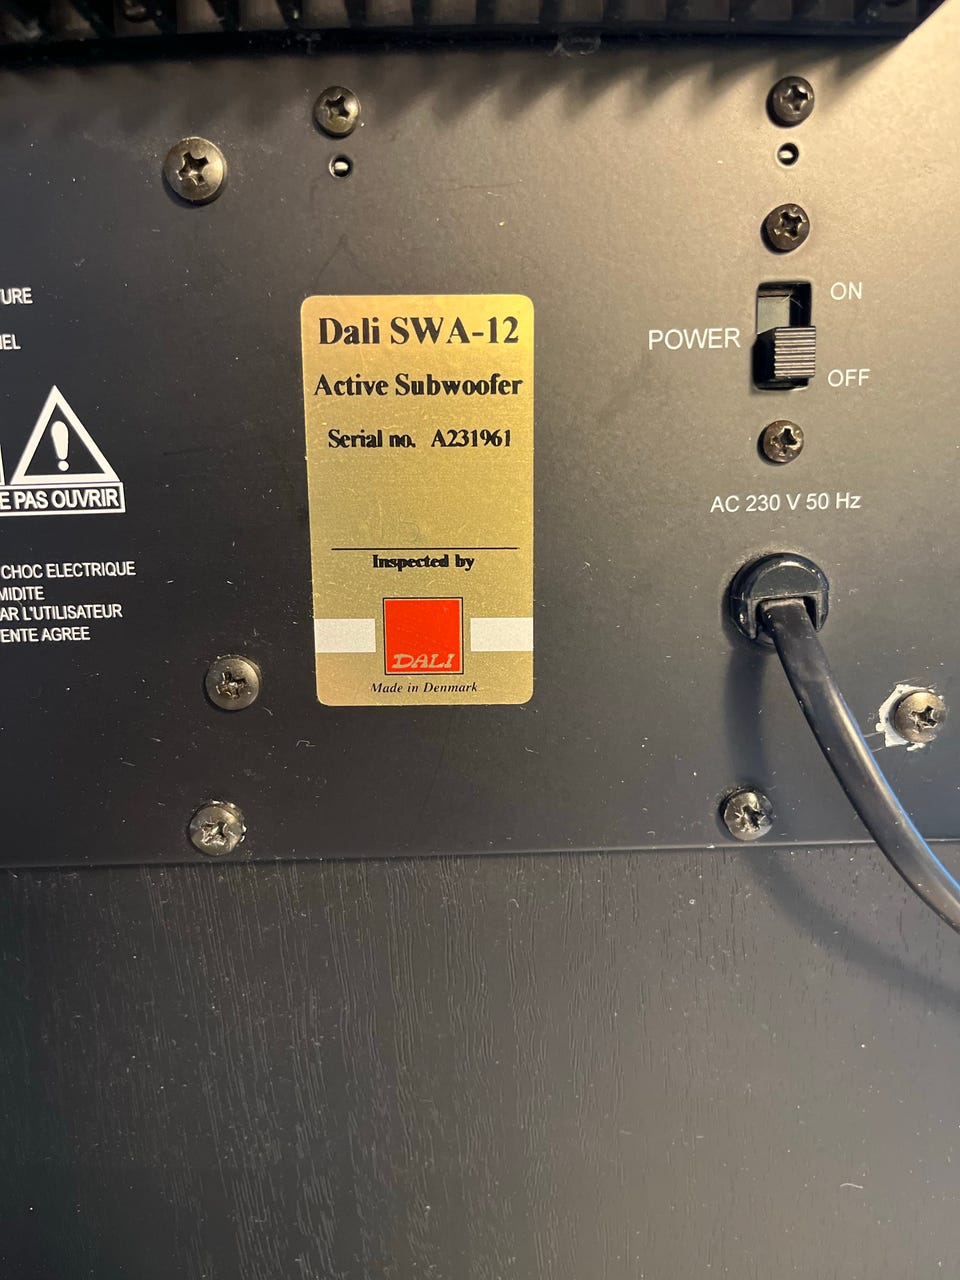 URE
EL
E PAS OUVRIR
CHOC ELECTRIQUE
MIDITE
AR L'UTILISATEUR
ENTE AGREE
Dali SWA-12
Active Subwoofer
Serial no. A231961
Inspected by
DALI
Made in Denmark
ON
POWER
OFF
AC 230 V 50 Hz